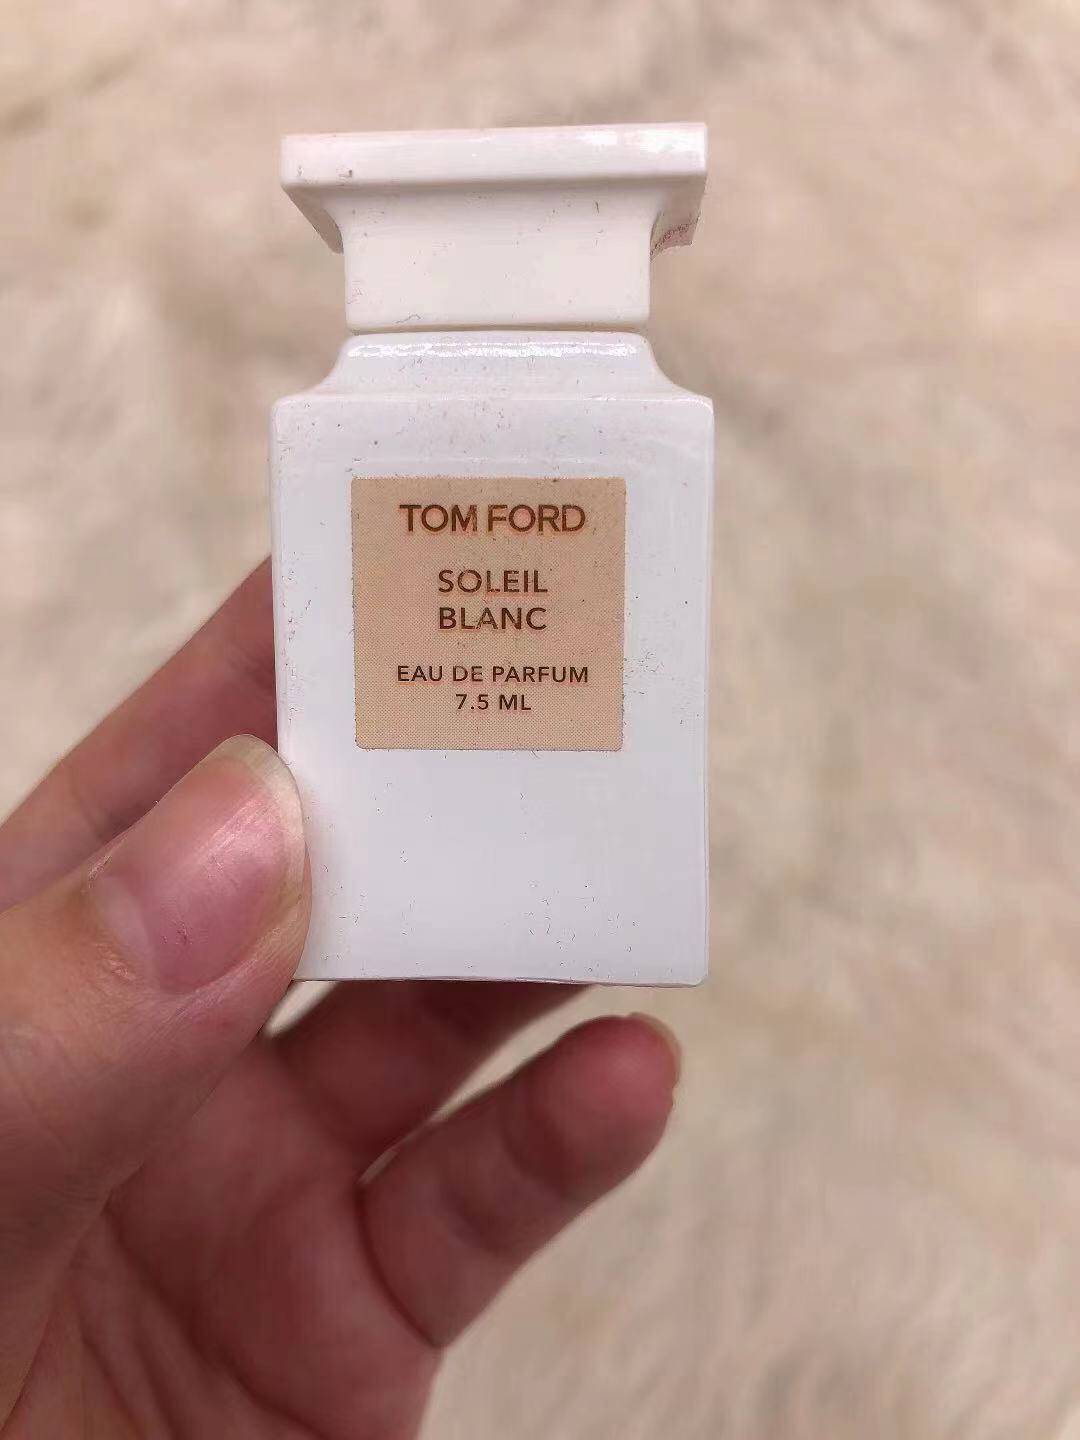 TOM FORD
SOLEIL
BLANC
EAU DE PARFUM
7.5 ML